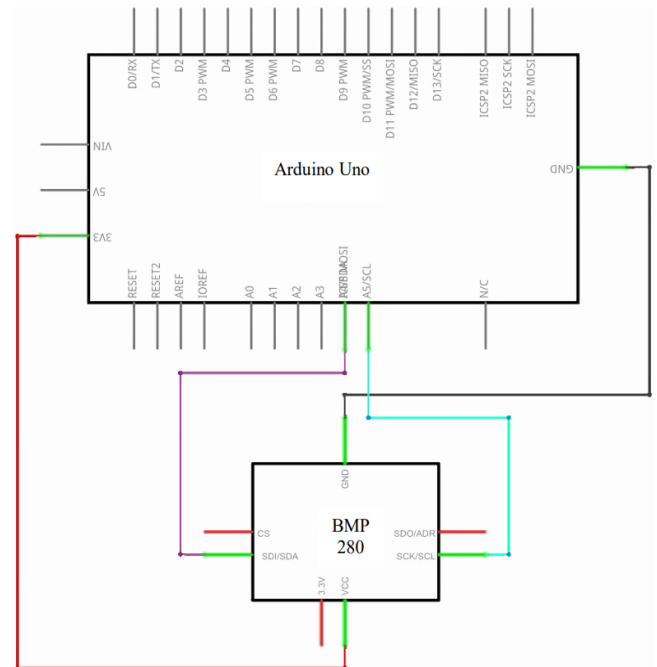 D0/RX
D1/TX
D2
D3 PWM
D4
D5 PWM
D6 PWM
D7
D8
D9 PWM
D10 PWM/SS
D11 PWM/MOSI
D12/MISO
D13/SCK
ICSP2 MISO
ICSP2 SCK
ICSP2 MOSI
VIN
5V
3V3
Arduino Uno
GND
RESET
RESET2
AREF
IOREF
A0
A1
A2
A3
A5/SCL
N/C
GND
BMP
280
CS
SDI/SDA
SDO/ADR
SCK/SCL
3.3V
VCC